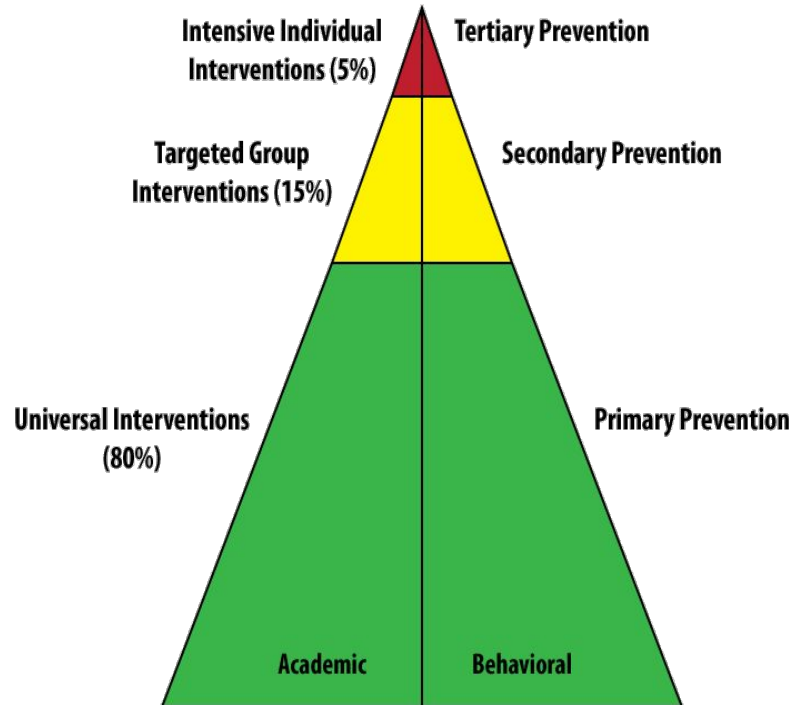 Intensive Individual
Interventions (5%)
Tertiary Prevention
Targeted Group
Interventions (15%)
Secondary Prevention
Universal Interventions
(80%)
Primary Prevention
Academic
Behavioral